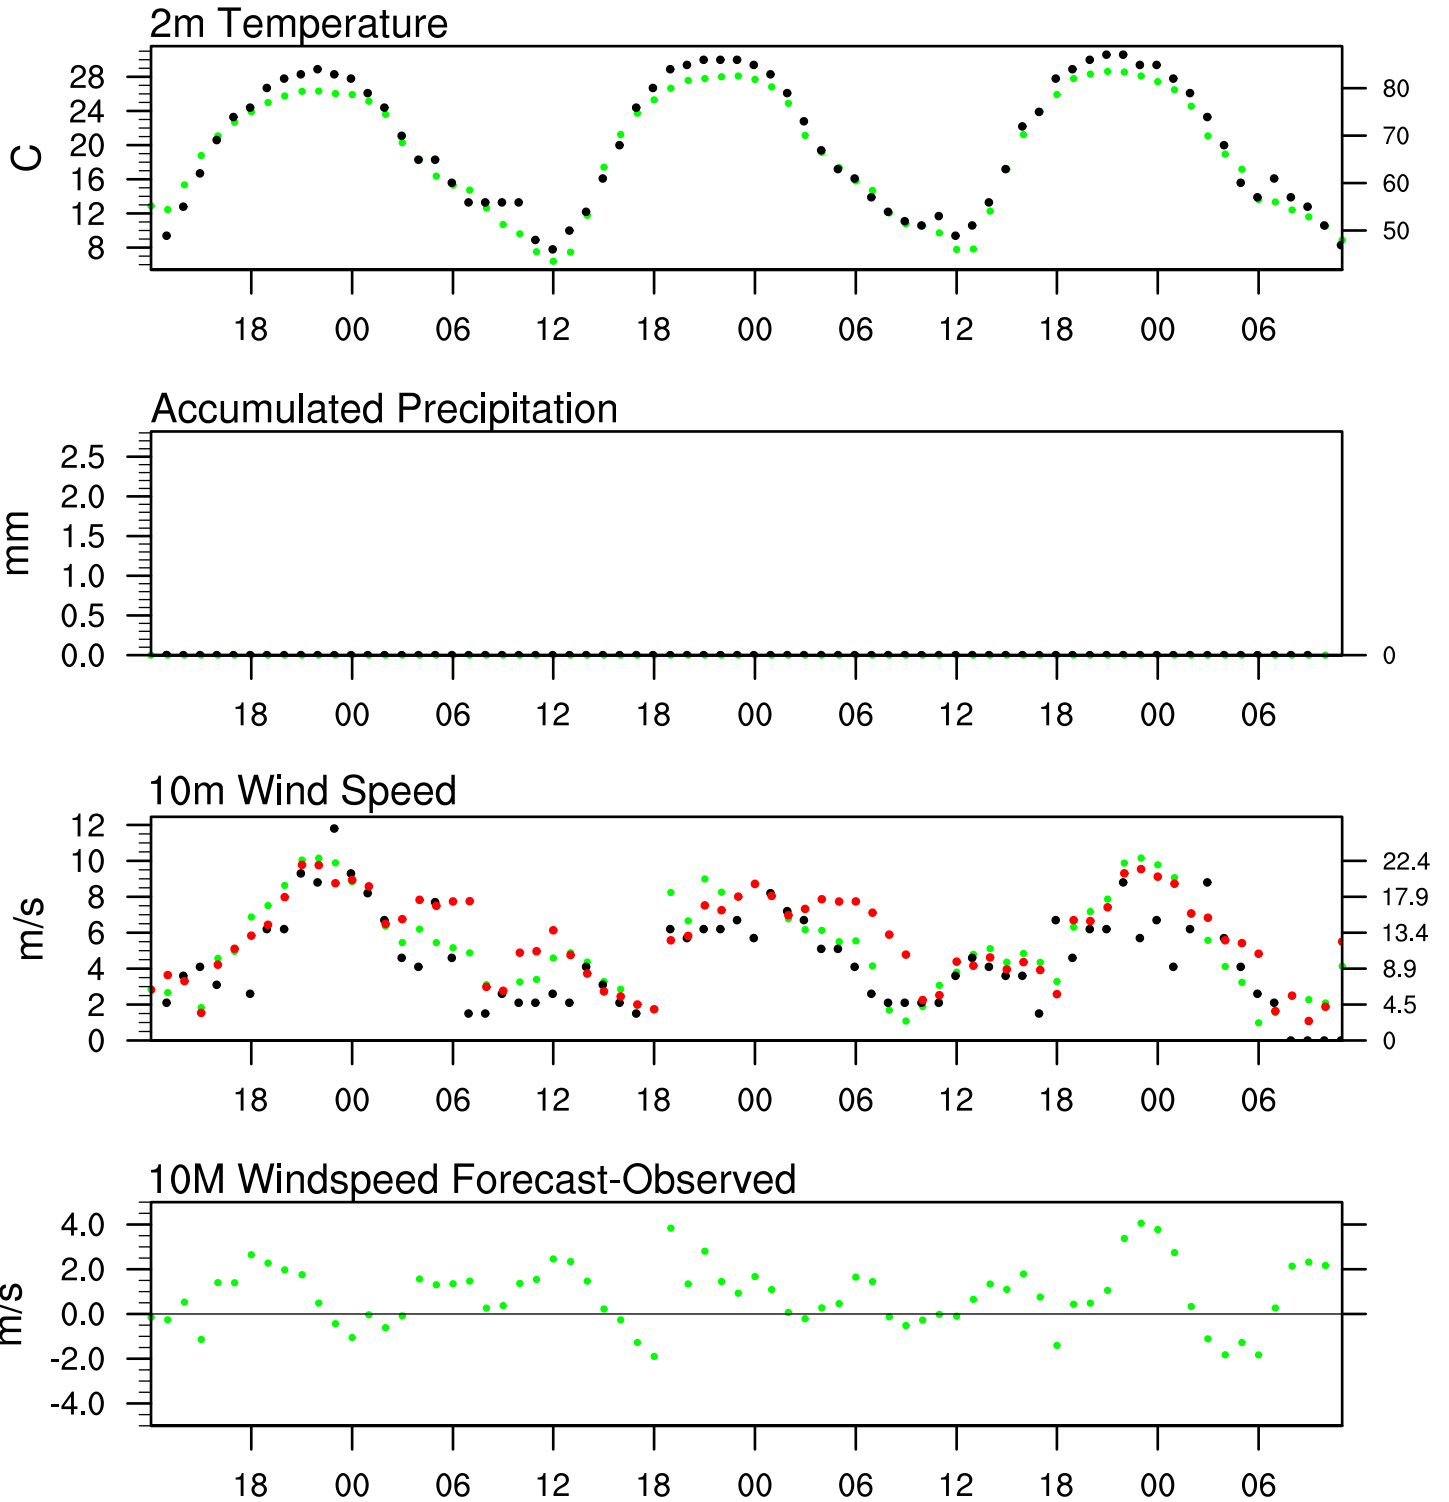 2m Temperature
28
24
20
16
12
8
C
80
70
60
50
18 00 06 12 18 00 06 12 18 00 06
Accumulated Precipitation
2.5
2.0
1.5
1.0
0.5
0.0
mm
0
18 00 06 12 18 00 06 12 18 00 06
10m Wind Speed
12
10
8
6
4
2
0
m/s
22.4
17.9
13.4
8.9
4.5
0
18 00 06 12 18 00 06 12 18 00 06
10M Windspeed Forecast-Observed
4.0
2.0
0.0
-2.0
-4.0
m/s
18 00 06 12 18 00 06 12 18 00 06